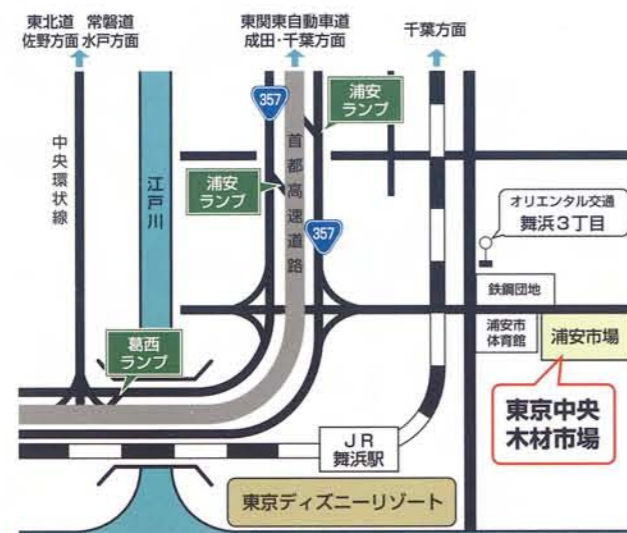 東北道 常磐道
佐野方面 水戸方面
東関東自動車道
成田・千葉方面
千葉方面
357
浦安
ランプ
中央環状線
江戸川
首都高速道路
浦安
ランプ
オリエンタル交通
舞浜3丁目
357
鉄鋼団地
葛西
ランプ
浦安市
体育館
浦安市場
東京中央
木材市場
JR
舞浜駅
東京ディズニーリゾート